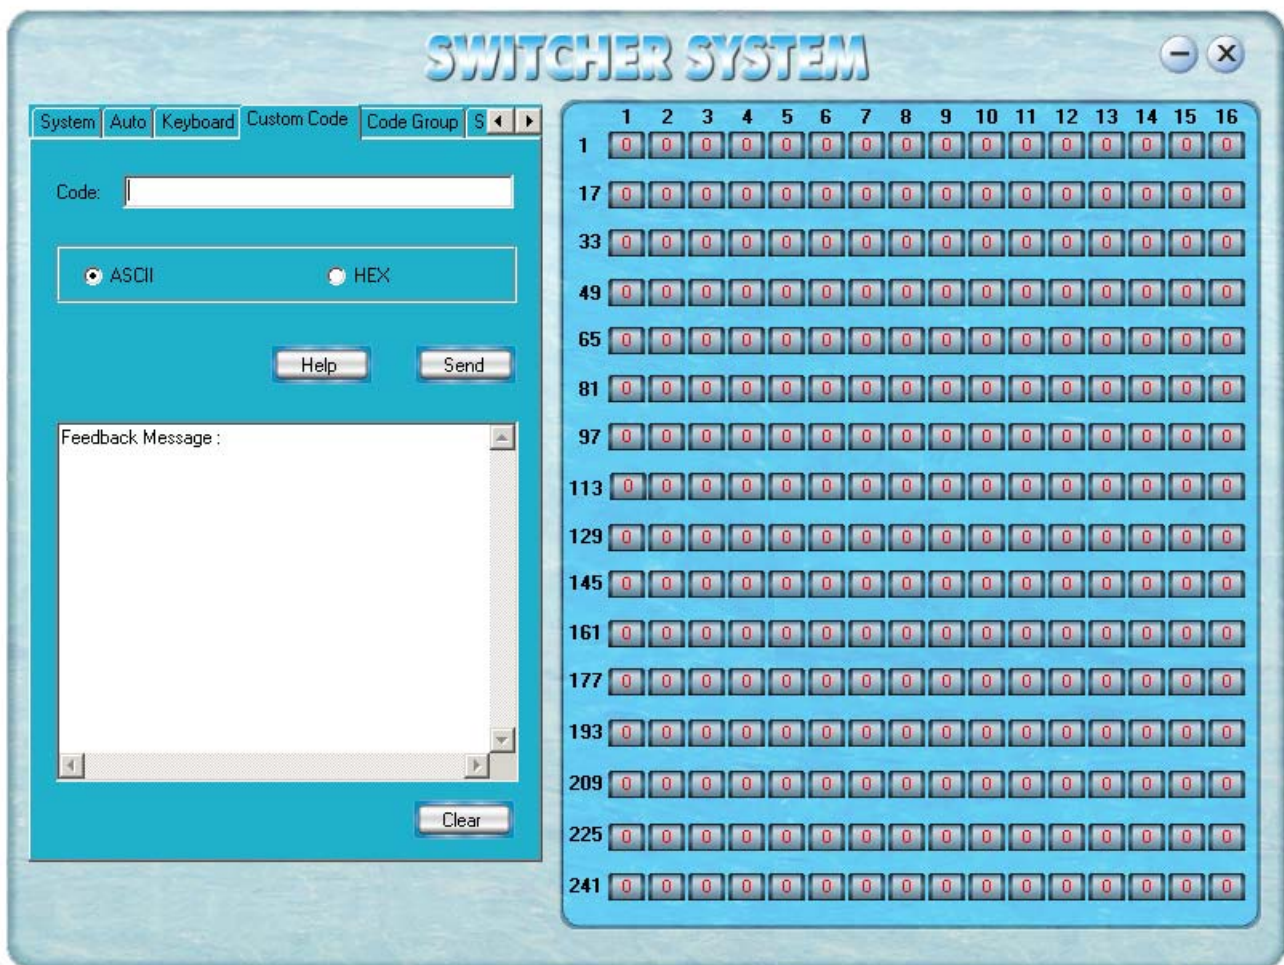 SWITCHER SYSTEM
System Auto Keyboard Custom Code Code Group S
Code:
ASCII HEX
Help Send
Feedback Message :
Clear
1 2 3 4 5 6 7 8 9 10 11 12 13 14 15 16
1 0 0 0 0 0 0 0 0 0 0 0 0 0 0 0 0
17 0 0 0 0 0 0 0 0 0 0 0 0 0 0 0 0
33 0 0 0 0 0 0 0 0 0 0 0 0 0 0 0 0
49 0 0 0 0 0 0 0 0 0 0 0 0 0 0 0 0
65 0 0 0 0 0 0 0 0 0 0 0 0 0 0 0 0
81 0 0 0 0 0 0 0 0 0 0 0 0 0 0 0 0
97 0 0 0 0 0 0 0 0 0 0 0 0 0 0 0 0
113 0 0 0 0 0 0 0 0 0 0 0 0 0 0 0 0
129 0 0 0 0 0 0 0 0 0 0 0 0 0 0 0 0
145 0 0 0 0 0 0 0 0 0 0 0 0 0 0 0 0
161 0 0 0 0 0 0 0 0 0 0 0 0 0 0 0 0
177 0 0 0 0 0 0 0 0 0 0 0 0 0 0 0 0
193 0 0 0 0 0 0 0 0 0 0 0 0 0 0 0 0
209 0 0 0 0 0 0 0 0 0 0 0 0 0 0 0 0
225 0 0 0 0 0 0 0 0 0 0 0 0 0 0 0 0
241 0 0 0 0 0 0 0 0 0 0 0 0 0 0 0 0